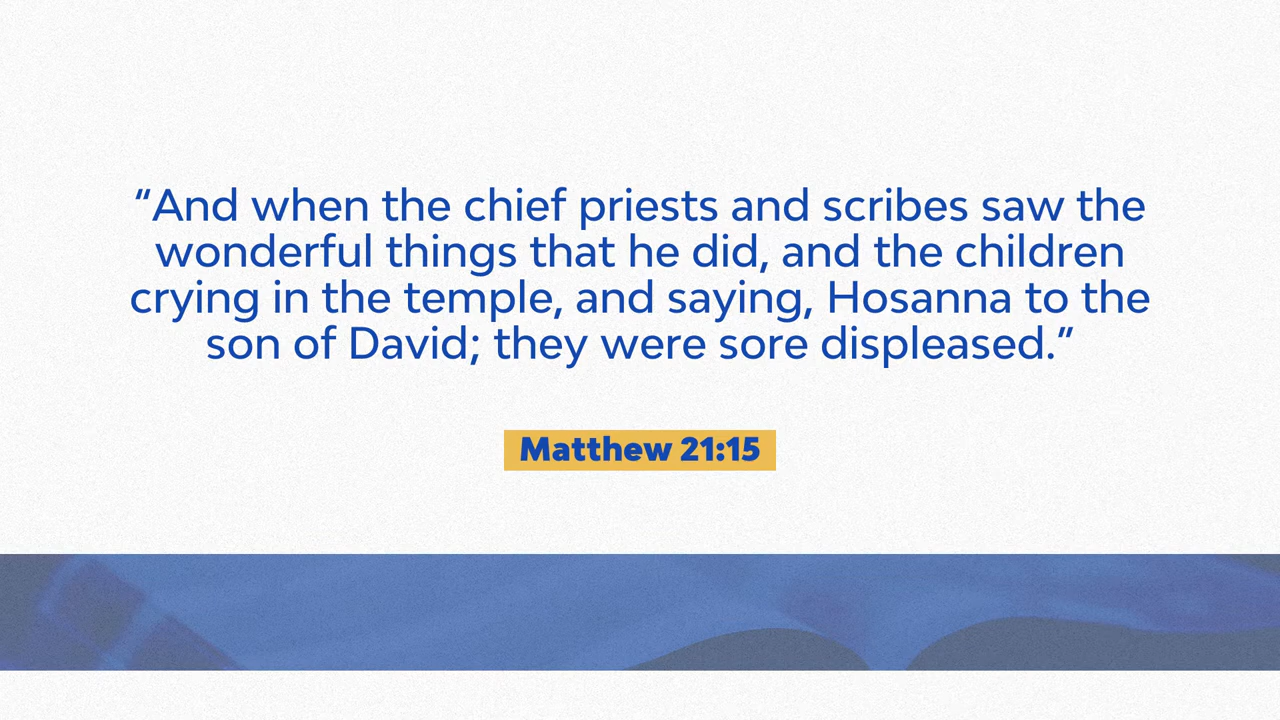 “And when the chief priests and scribes saw the
wonderful things that he did, and the children
crying in the temple, and saying, Hosanna to the
son of David; they were sore displeased.”
Matthew 21:15